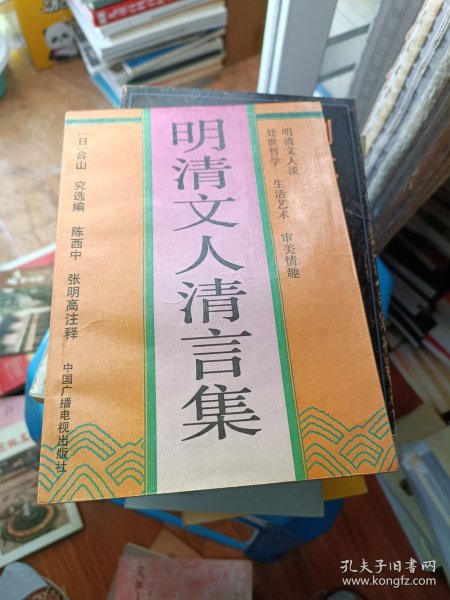 明清文人清言集
明清文人谈
处世哲学 生活艺术 审美情趣
［日］合山 究选编 陈西中 张明高注释
中国广播电视出版社
孔夫子旧书网
www.kongfz.com